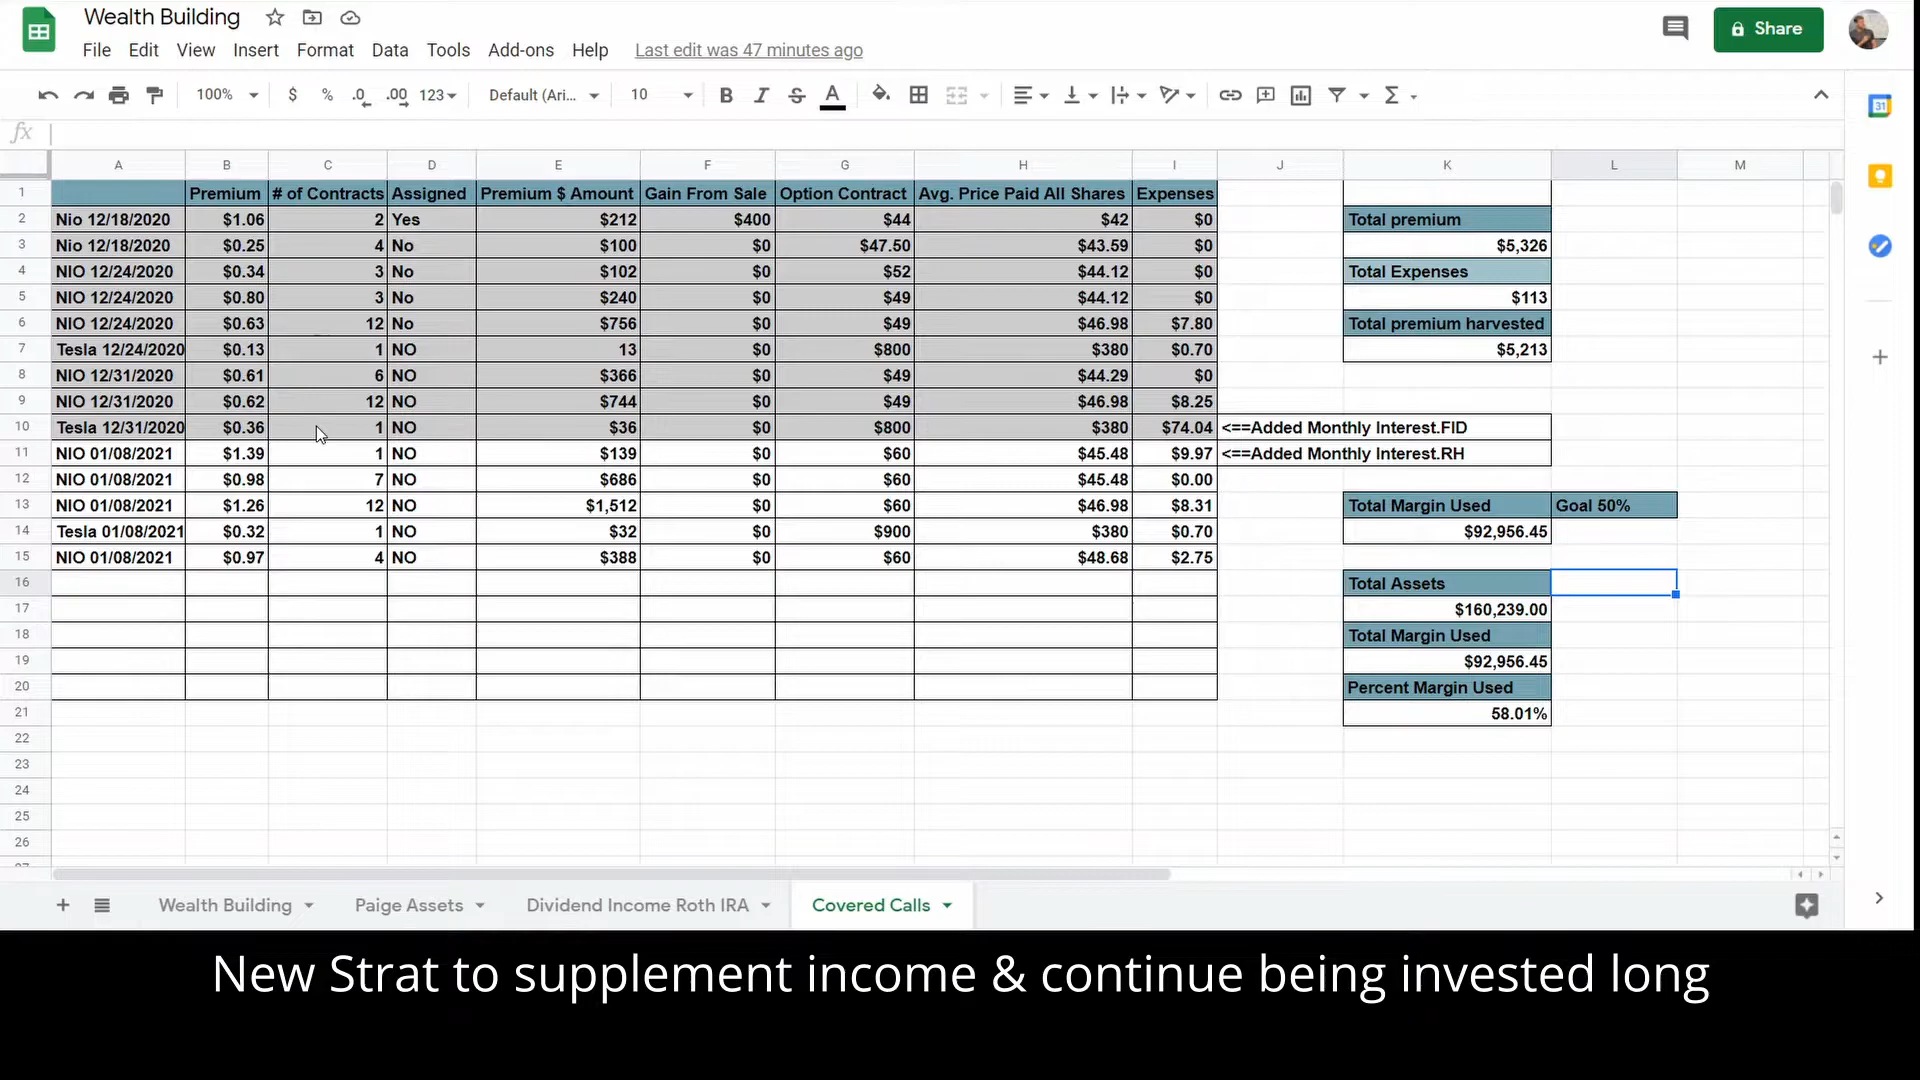 Wealth Building
File Edit View Insert Format Data Tools Add-ons Help Last edit was 47 minutes ago
Share
100% $ % .0 .00 123 Default (Ari... 10 B I S A Σ
31
fx
A B C D E F G H I J K L M
1 Premium # of Contracts Assigned Premium $ Amount Gain From Sale Option Contract Avg. Price Paid All Shares Expenses
2 Nio 12/18/2020 $1.06 2 Yes $212 $400 $44 $42 $0 Total premium
3 Nio 12/18/2020 $0.25 4 No $100 $0 $47.50 $43.59 $0 $5,326
4 NIO 12/24/2020 $0.34 3 No $102 $0 $52 $44.12 $0 Total Expenses
5 NIO 12/24/2020 $0.80 3 No $240 $0 $49 $44.12 $0 $113
6 NIO 12/24/2020 $0.63 12 No $756 $0 $49 $46.98 $7.80 Total premium harvested
7 Tesla 12/24/2020 $0.13 1 NO 13 $0 $800 $380 $0.70 $5,213
8 NIO 12/31/2020 $0.61 6 NO $366 $0 $49 $44.29 $0
9 NIO 12/31/2020 $0.62 12 NO $744 $0 $49 $46.98 $8.25
10 Tesla 12/31/2020 $0.36 1 NO $36 $0 $800 $380 $74.04 <==Added Monthly Interest.FID
11 NIO 01/08/2021 $1.39 1 NO $139 $0 $60 $45.48 $9.97 <==Added Monthly Interest.RH
12 NIO 01/08/2021 $0.98 7 NO $686 $0 $60 $45.48 $0.00
13 NIO 01/08/2021 $1.26 12 NO $1,512 $0 $60 $46.98 $8.31 Total Margin Used Goal 50%
14 Tesla 01/08/2021 $0.32 1 NO $32 $0 $900 $380 $0.70 $92,956.45
15 NIO 01/08/2021 $0.97 4 NO $388 $0 $60 $48.68 $2.75
16 Total Assets
17 $160,239.00
18 Total Margin Used
19 $92,956.45
20 Percent Margin Used
21 58.01%
22
23
24
25
26
Wealth Building Paige Assets Dividend Income Roth IRA Covered Calls
New Strat to supplement income & continue being invested long